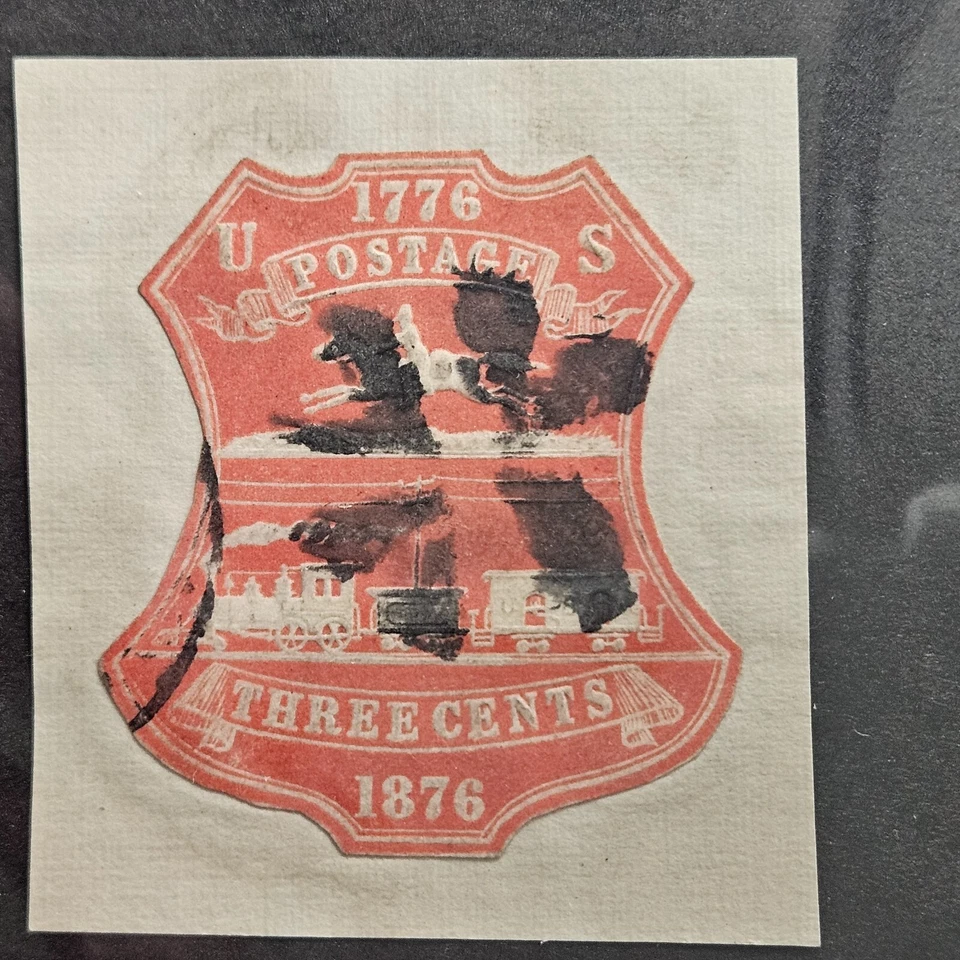 1776
U S
POSTAGE
THREE CENTS
1876